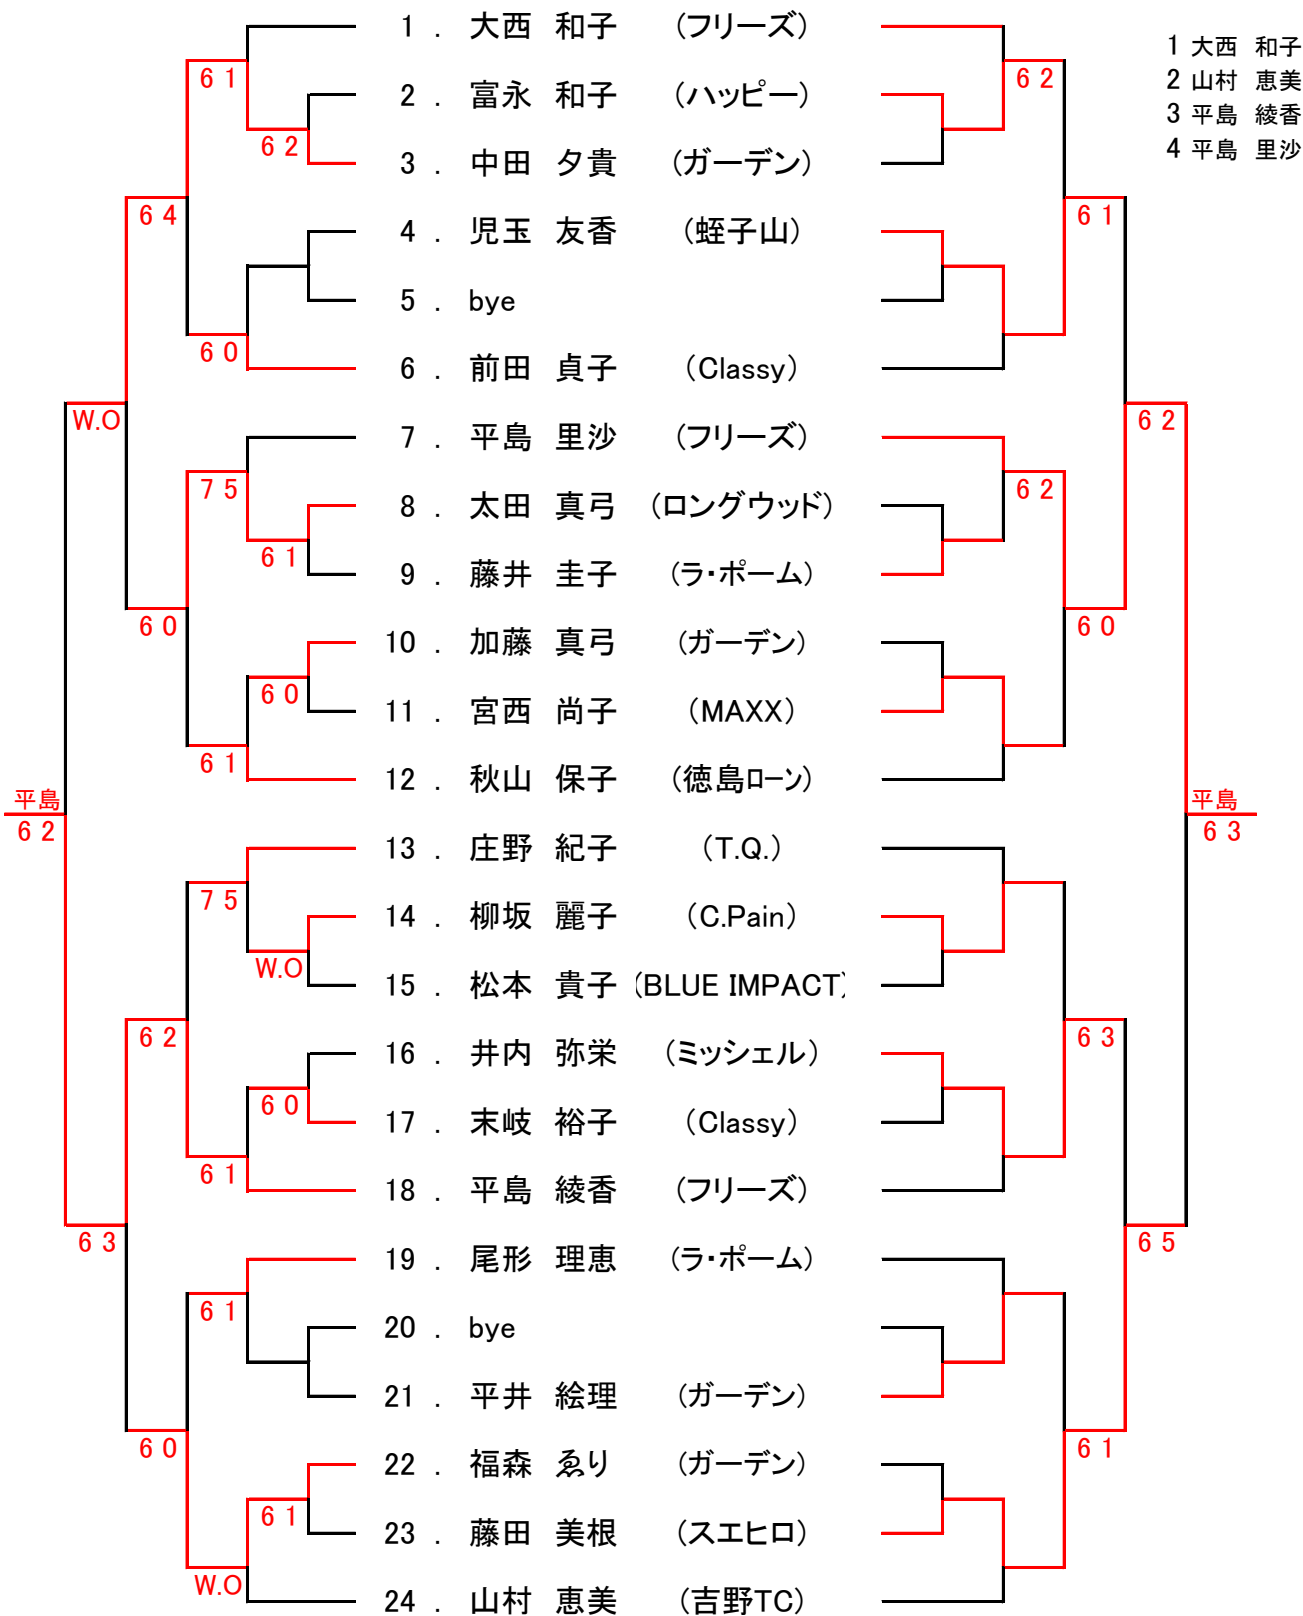 1 . 大西 和子 (フリーズ)
1 大西 和子
6 1
6 2
2 . 富永 和子 (ハッピー)
2 山村 恵美
3 平島 綾香
6 2
3 . 中田 夕貴 (ガーデン)
4 平島 里沙
6 4
6 1
4 . 児玉 友香 (蛭子山)
5 . bye
6 0
6 . 前田 貞子 (Classy)
W.O
6 2
7 . 平島 里沙 (フリーズ)
7 5
6 2
8 . 太田 真弓 (ロングウッド)
6 1
9 . 藤井 圭子 (ラ・ポーム)
6 0
6 0
10 . 加藤 真弓 (ガーデン)
6 0
11 . 宮西 尚子 (MAXX)
6 1
12 . 秋山 保子 (徳島ローン)
平島
平島
6 2
6 3
13 . 庄野 紀子 (T.Q.)
7 5
14 . 柳坂 麗子 (C.Pain)
W.O
15 . 松本 貴子 (BLUE IMPACT)
6 2
6 3
16 . 井内 弥栄 (ミッシェル)
6 0
17 . 末岐 裕子 (Classy)
6 1
18 . 平島 綾香 (フリーズ)
6 3
6 5
19 . 尾形 理恵 (ラ・ポーム)
6 1
20 . bye
21 . 平井 絵理 (ガーデン)
6 0
6 1
22 . 福森 ゑり (ガーデン)
6 1
23 . 藤田 美根 (スエヒロ)
W.O
24 . 山村 恵美 (吉野TC)